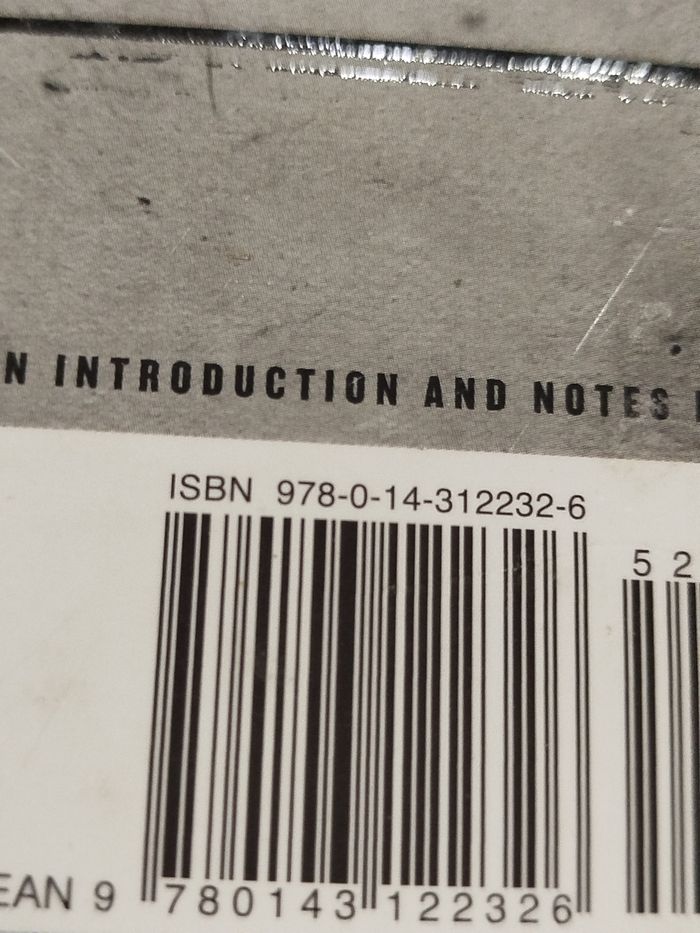 N INTRODUCTION AND NOTES
ISBN 978-0-14-312232-6
5 2
EAN 9 780143 122326